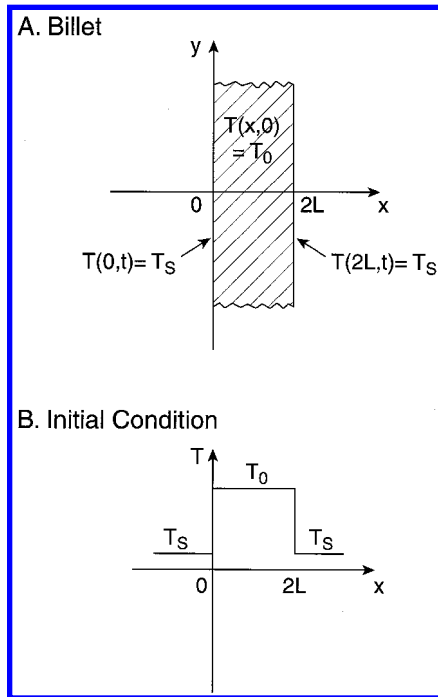 A. Billet
y
T(x,0)
= T₀
0 2L x
T(0,t)= Tₛ T(2L,t)= Tₛ
B. Initial Condition
T
T₀
Tₛ Tₛ
0 2L x